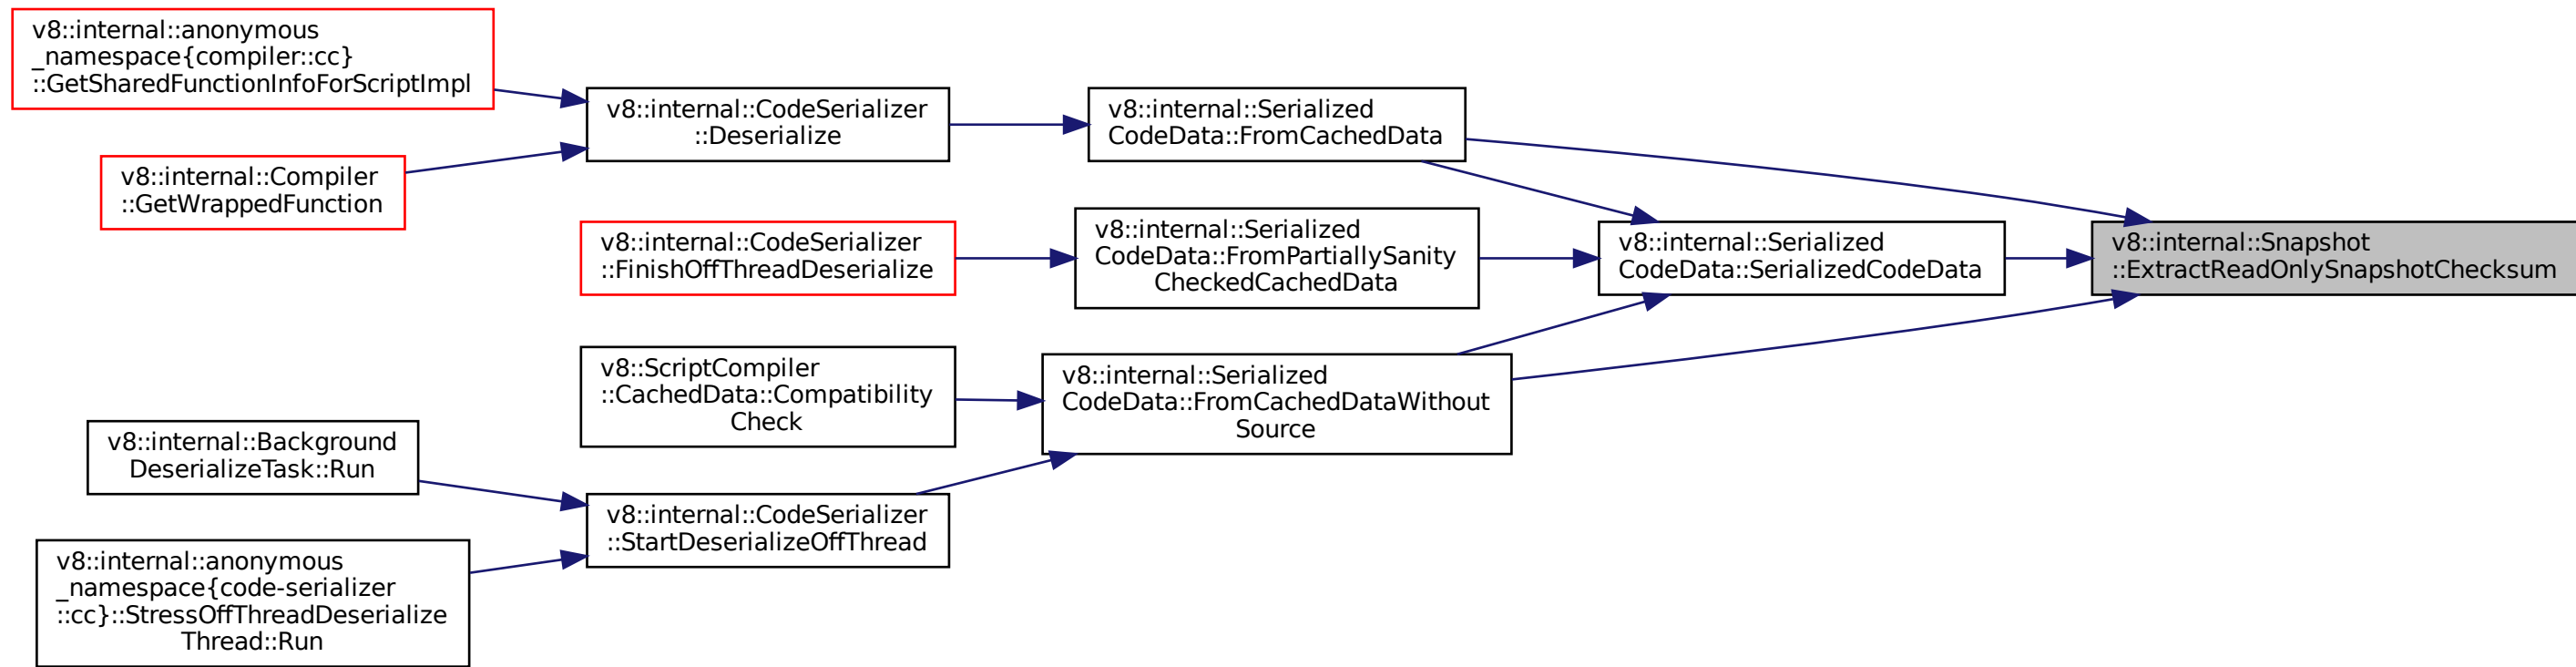 v8::internal::anonymous
_namespace{compiler::cc}
::GetSharedFunctionInfoForScriptImpl
v8::internal::Compiler
::GetWrappedFunction
v8::internal::CodeSerializer
::Deserialize
v8::internal::Serialized
CodeData::FromCachedData
v8::internal::CodeSerializer
::FinishOffThreadDeserialize
v8::internal::Serialized
CodeData::FromPartiallySanity
CheckedCachedData
v8::internal::Serialized
CodeData::SerializedCodeData
v8::internal::Snapshot
::ExtractReadOnlySnapshotChecksum
v8::ScriptCompiler
::CachedData::Compatibility
Check
v8::internal::Serialized
CodeData::FromCachedDataWithout
Source
v8::internal::Background
DeserializeTask::Run
v8::internal::CodeSerializer
::StartDeserializeOffThread
v8::internal::anonymous
_namespace{code-serializer
::cc}::StressOffThreadDeserialize
Thread::Run